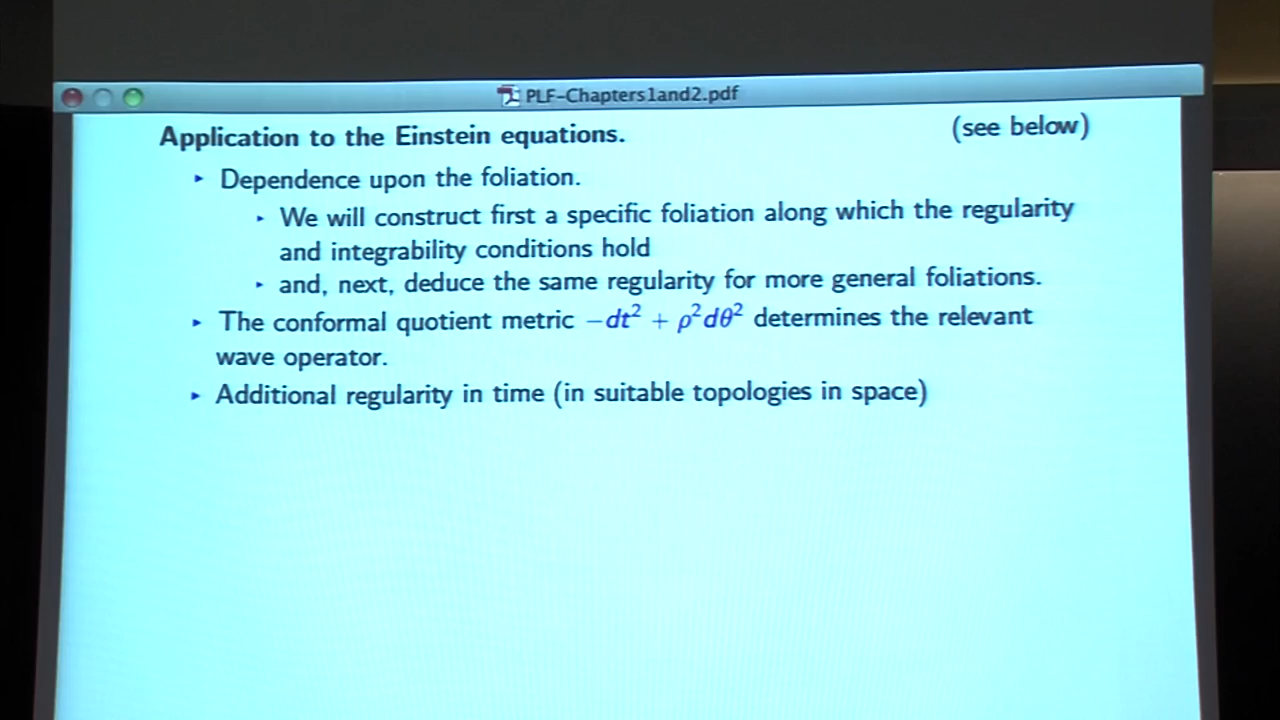 PLF-Chapters1and2.pdf
Application to the Einstein equations. (see below)
▸ Dependence upon the foliation.
▸ We will construct first a specific foliation along which the regularity
and integrability conditions hold
▸ and, next, deduce the same regularity for more general foliations.
▸ The conformal quotient metric −dt² + ρ²dθ² determines the relevant
wave operator.
▸ Additional regularity in time (in suitable topologies in space)